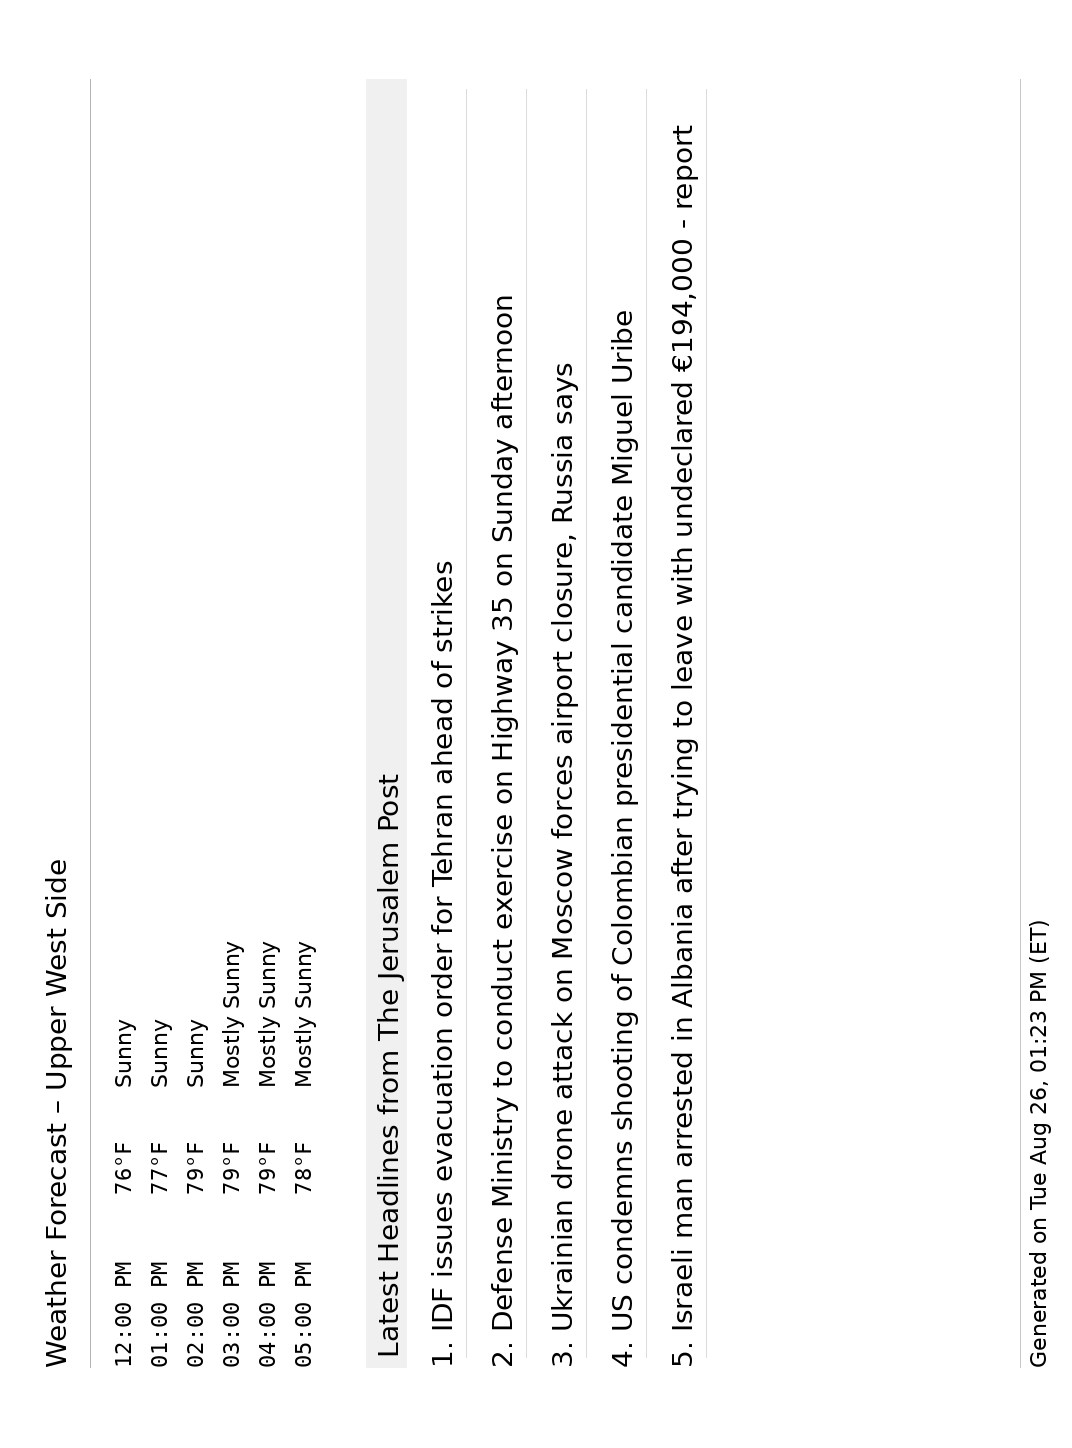 Weather Forecast – Upper West Side
12:00 PM 76°F Sunny
01:00 PM 77°F Sunny
02:00 PM 79°F Sunny
03:00 PM 79°F Mostly Sunny
04:00 PM 79°F Mostly Sunny
05:00 PM 78°F Mostly Sunny
Latest Headlines from The Jerusalem Post
1. IDF issues evacuation order for Tehran ahead of strikes
2. Defense Ministry to conduct exercise on Highway 35 on Sunday afternoon
3. Ukrainian drone attack on Moscow forces airport closure, Russia says
4. US condemns shooting of Colombian presidential candidate Miguel Uribe
5. Israeli man arrested in Albania after trying to leave with undeclared €194,000 - report
Generated on Tue Aug 26, 01:23 PM (ET)